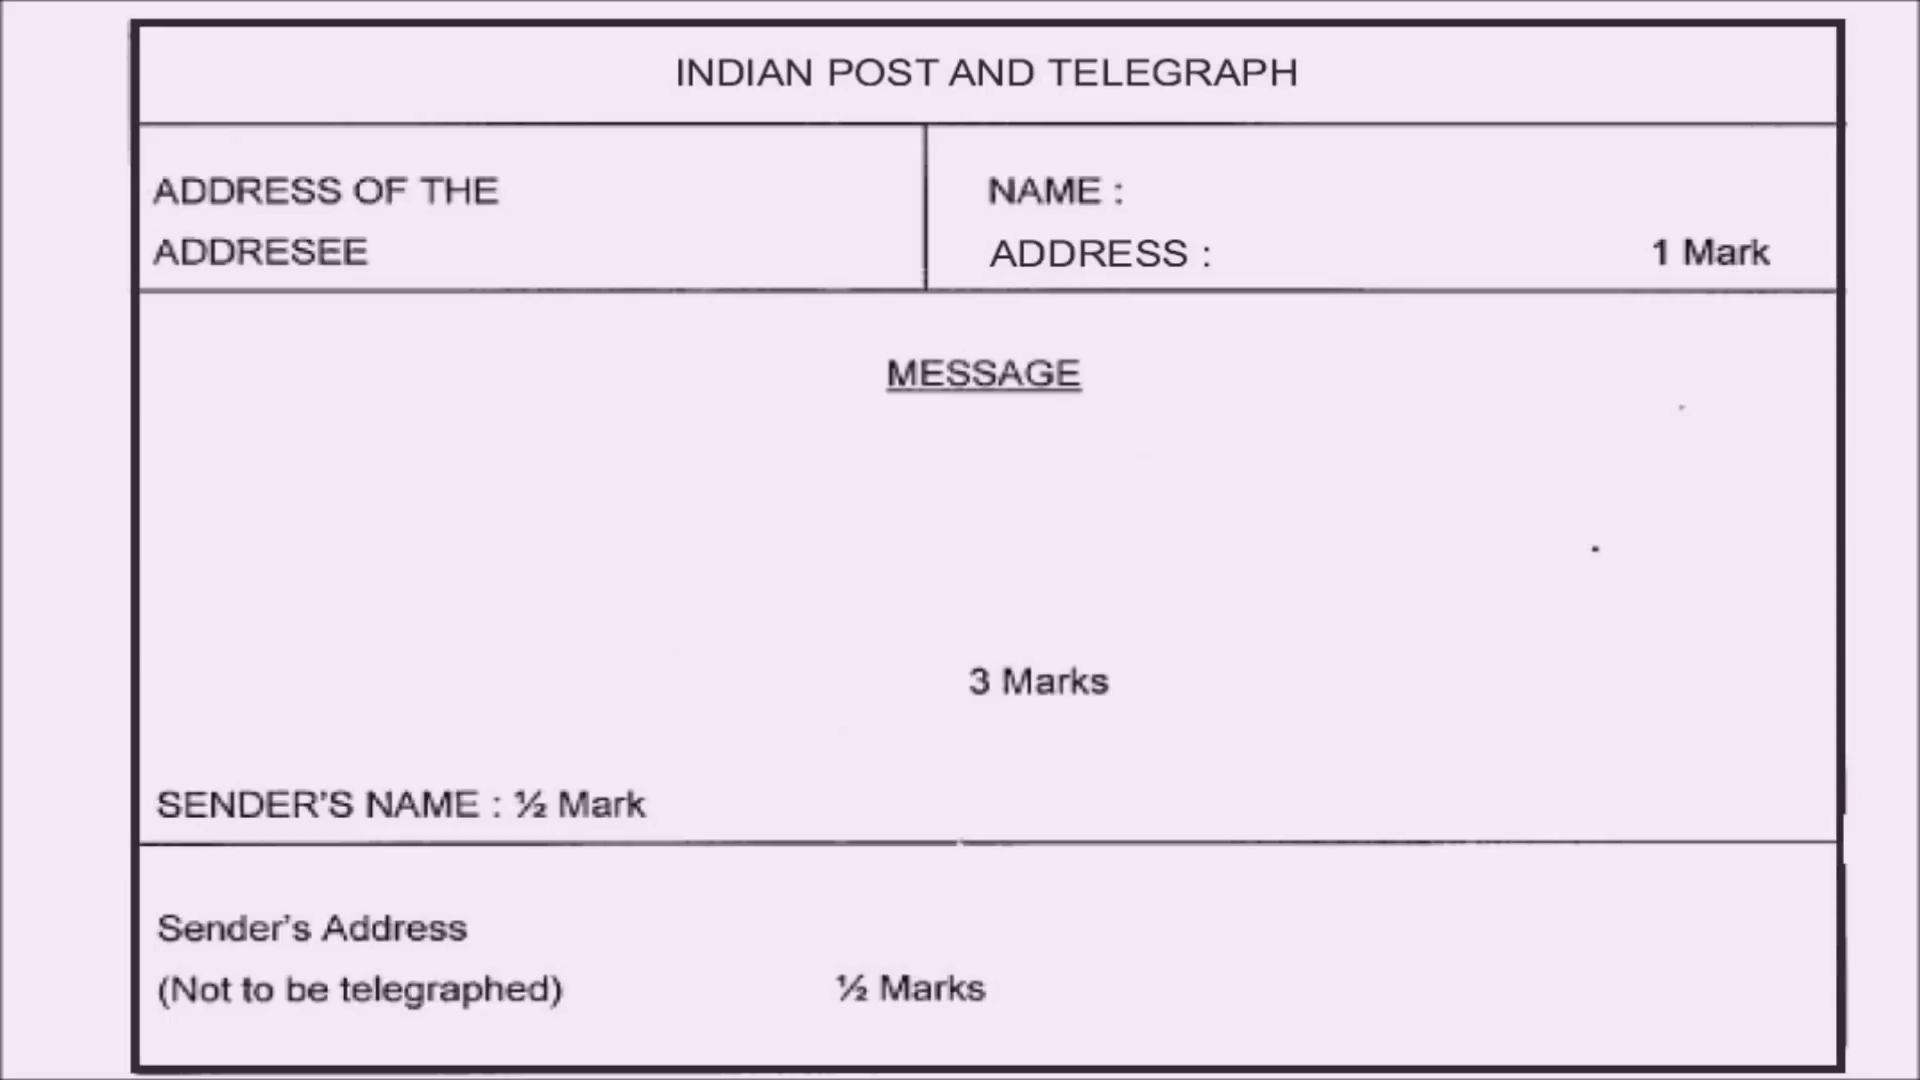 INDIAN POST AND TELEGRAPH
ADDRESS OF THE
ADDRESEE
NAME :
ADDRESS :
1 Mark
MESSAGE
3 Marks
SENDER'S NAME : ½ Mark
Sender's Address
(Not to be telegraphed) ½ Marks